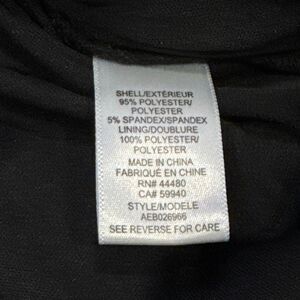 SHELL/EXTÉRIEUR
95% POLYESTER/
POLYESTER
5% SPANDEX/SPANDEX
LINING/DOUBLURE
100% POLYESTER/
POLYESTER
MADE IN CHINA
FABRIQUÉ EN CHINE
RN# 44480
CA# 59940
STYLE/MODELE
AEB026966
SEE REVERSE FOR CARE